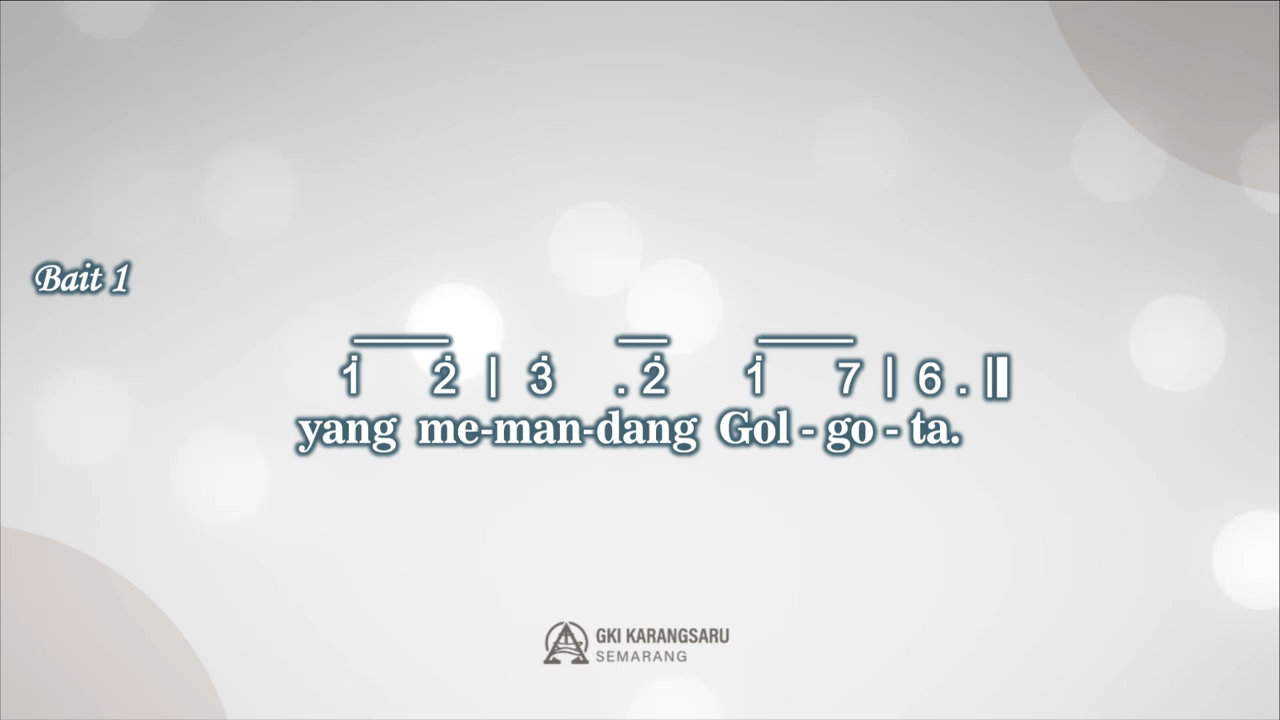 Bait 1
1̇ 2̇ | 3̇ . 2̇ 1̇ 7 | 6 . ‖
yang me-man-dang Gol - go - ta.
GKI KARANGSARU
SEMARANG